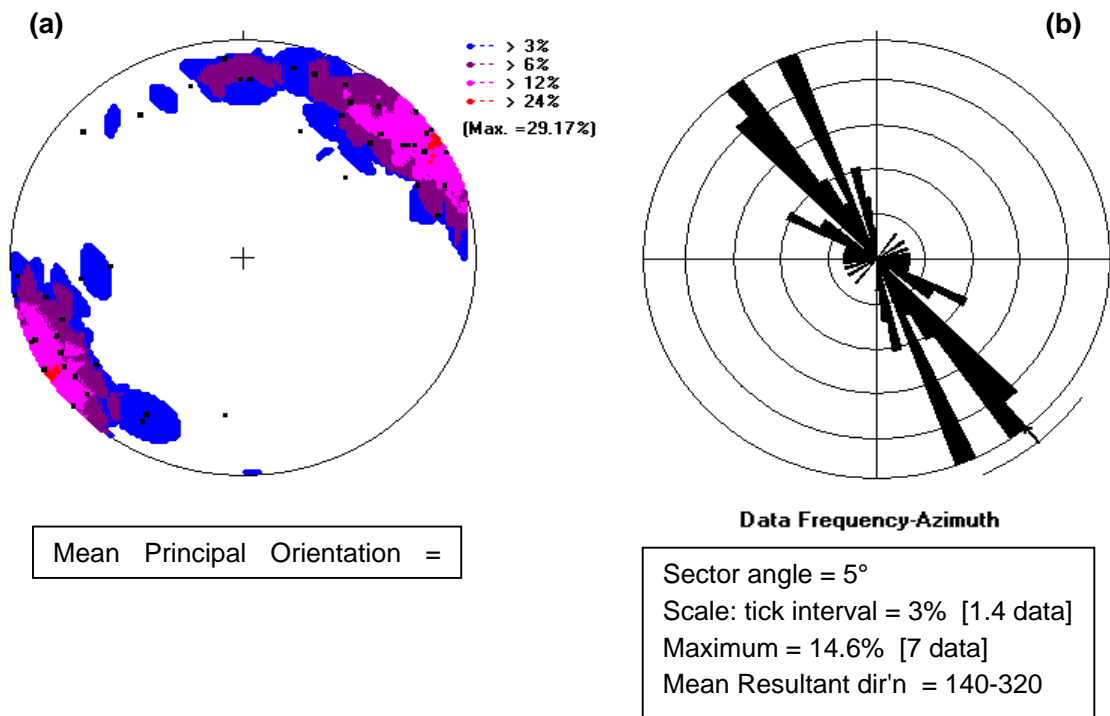 (a)
> 3%
> 6%
> 12%
> 24%
(Max. =29.17%)
Mean Principal Orientation =
(b)
Data Frequency-Azimuth
Sector angle = 5°
Scale: tick interval = 3% [1.4 data]
Maximum = 14.6% [7 data]
Mean Resultant dir'n = 140-320